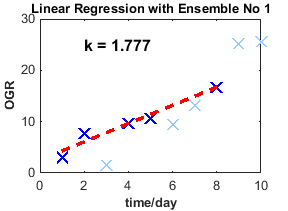 Linear Regression with Ensemble No 1
30
k = 1.777
20
OGR
10
0
0 2 4 6 8 10
time/day